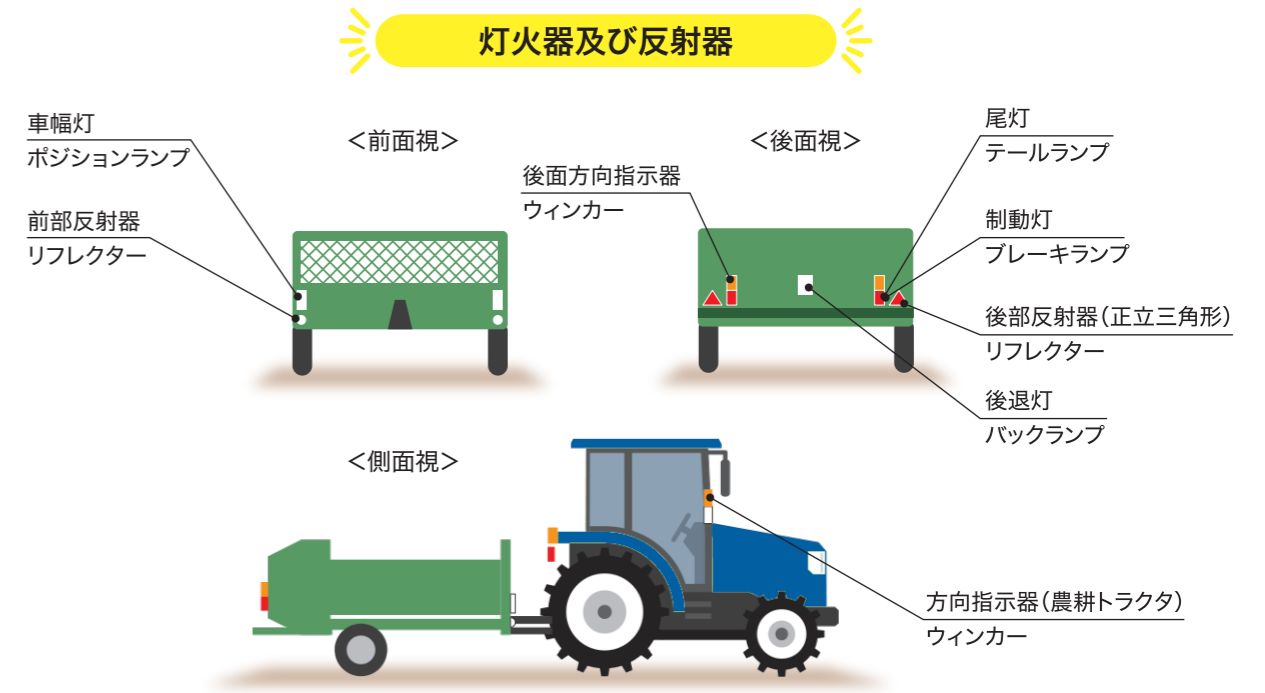 灯火器及び反射器
車幅灯
ポジションランプ
前部反射器
リフレクター
＜前面視＞
後面方向指示器
ウィンカー
＜後面視＞
尾灯
テールランプ
制動灯
ブレーキランプ
後部反射器（正立三角形）
リフレクター
後退灯
バックランプ
＜側面視＞
方向指示器（農耕トラクタ）
ウィンカー